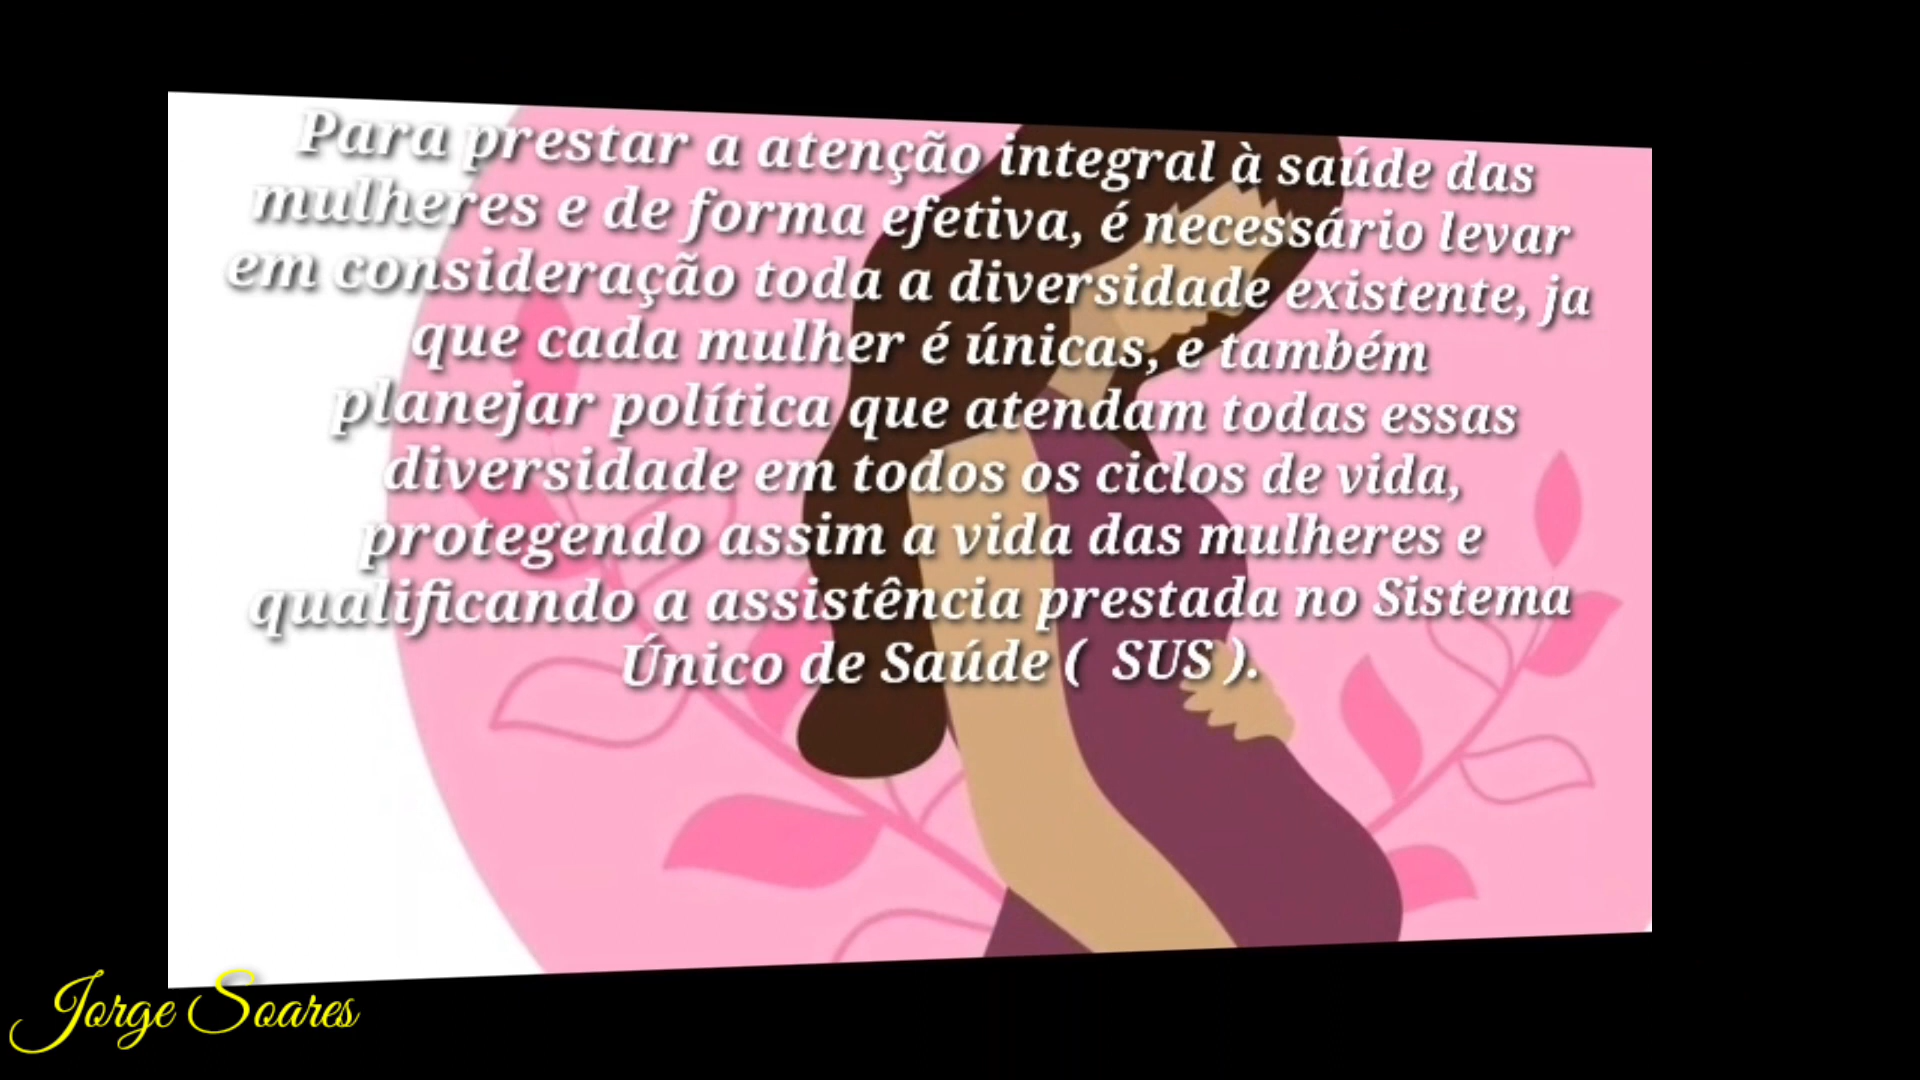 Para prestar a atenção integral à saúde das
mulheres e de forma efetiva, é necessário levar
em consideração toda a diversidade existente, ja
que cada mulher é únicas, e também
planejar política que atendam todas essas
diversidade em todos os ciclos de vida,
protegendo assim a vida das mulheres e
qualificando a assistência prestada no Sistema
Único de Saúde ( SUS ).
Jorge Soares